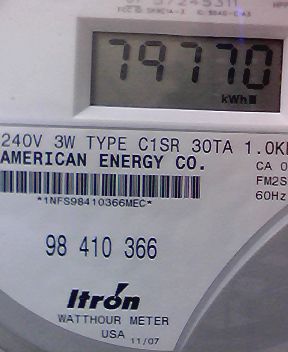 79770
kWh
240V 3W TYPE C1SR 30TA 1.0K
AMERICAN ENERGY CO.
CA 0
FM2S
60Hz
*1NFS98410366MEC*
98 410 366
Itrón
WATTHOUR METER
USA 11/07